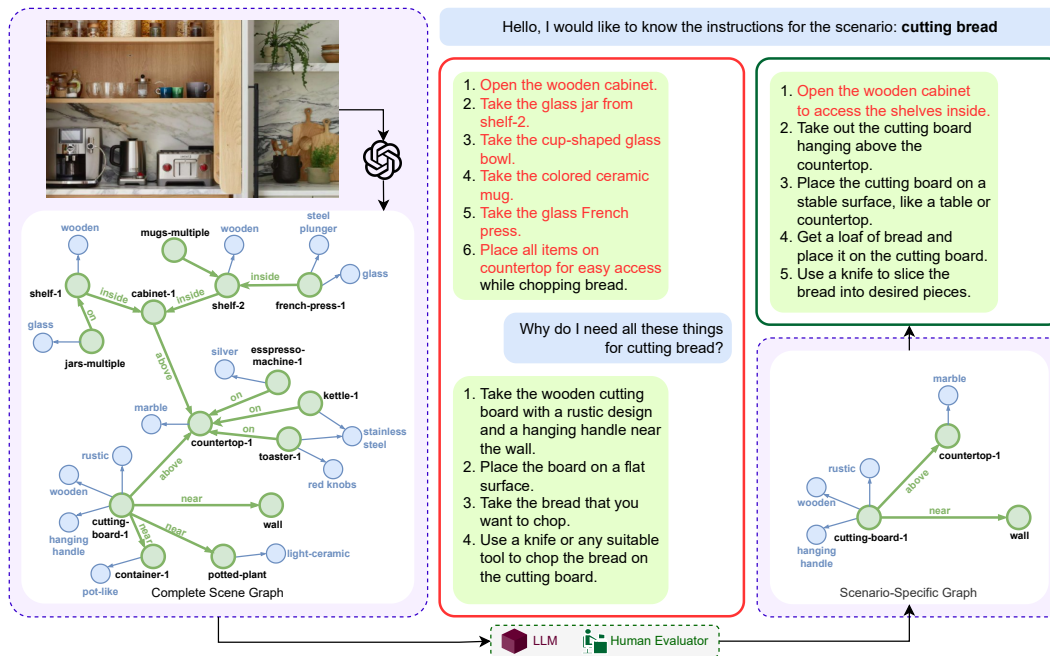 Hello, I would like to know the instructions for the scenario: cutting bread
wooden
mugs-multiple
wooden
steel
plunger
glass
shelf-1
inside
cabinet-1
inside
shelf-2
inside
french-press-1
on
glass
jars-multiple
above
silver
esspresso-
machine-1
on
kettle-1
on
marble
countertop-1
on
toaster-1
stainless
steel
red knobs
rustic
above
wooden
near
wall
hanging
handle
cutting-
board-1
near
near
light-ceramic
container-1
potted-plant
pot-like
Complete Scene Graph
1. Open the wooden cabinet.
2. Take the glass jar from
shelf-2.
3. Take the cup-shaped glass
bowl.
4. Take the colored ceramic
mug.
5. Take the glass French
press.
6. Place all items on
countertop for easy access
while chopping bread.
Why do I need all these things
for cutting bread?
1. Take the wooden cutting
board with a rustic design
and a hanging handle near
the wall.
2. Place the board on a flat
surface.
3. Take the bread that you
want to chop.
4. Use a knife or any suitable
tool to chop the bread on
the cutting board.
1. Open the wooden cabinet
to access the shelves inside.
2. Take out the cutting board
hanging above the
countertop.
3. Place the cutting board on a
stable surface, like a table or
countertop.
4. Get a loaf of bread and
place it on the cutting board.
5. Use a knife to slice the
bread into desired pieces.
marble
countertop-1
rustic
above
wooden
near
hanging
handle
cutting-board-1
wall
Scenario-Specific Graph
LLM
Human Evaluator